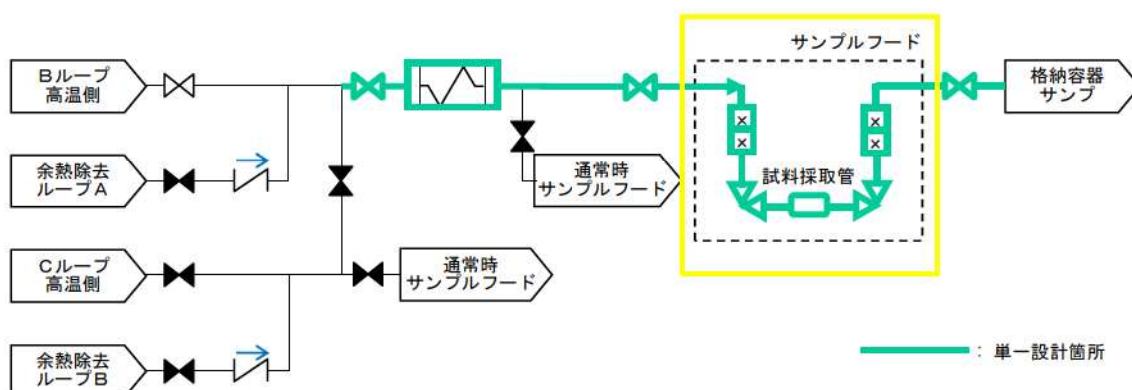 サンプルフード
Bループ
高温側
格納容器
サンプ
余熱除去
ループA
通常時
サンプルフード
試料採取管
×
×
×
×
Cループ
高温側
通常時
サンプルフード
余熱除去
ループB
：単一設計箇所